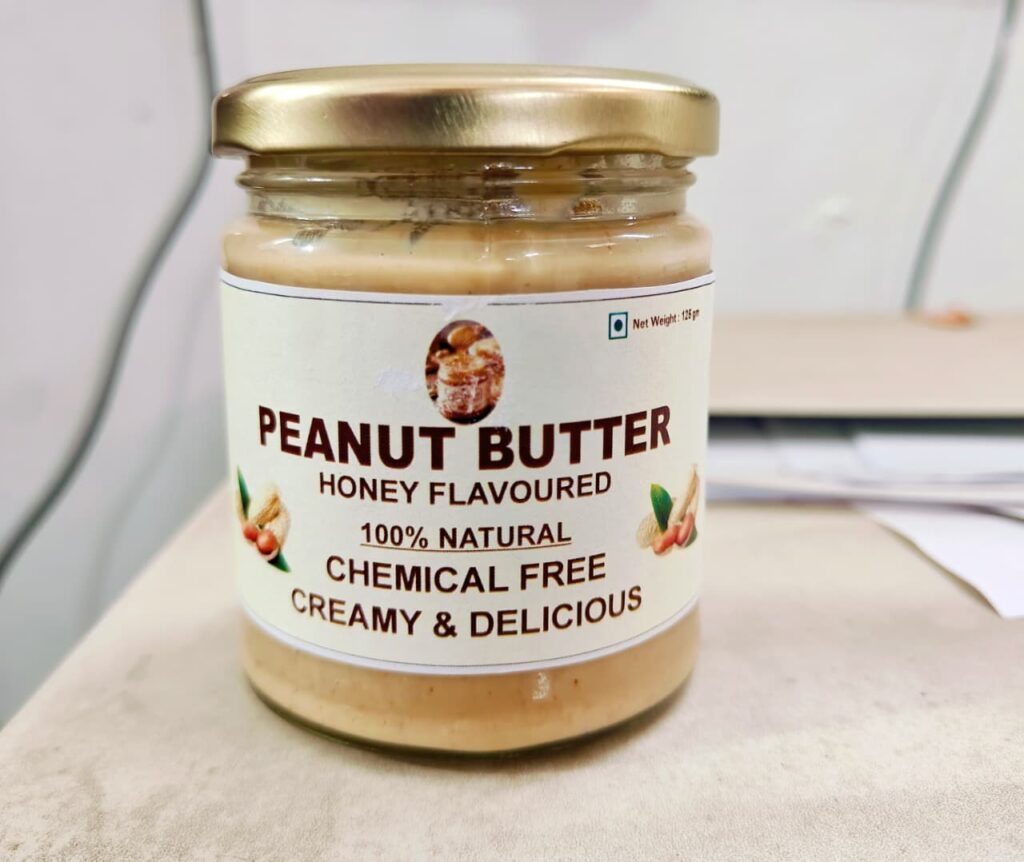 Net Weight : 125 gm
PEANUT BUTTER
HONEY FLAVOURED
100% NATURAL
CHEMICAL FREE
CREAMY & DELICIOUS